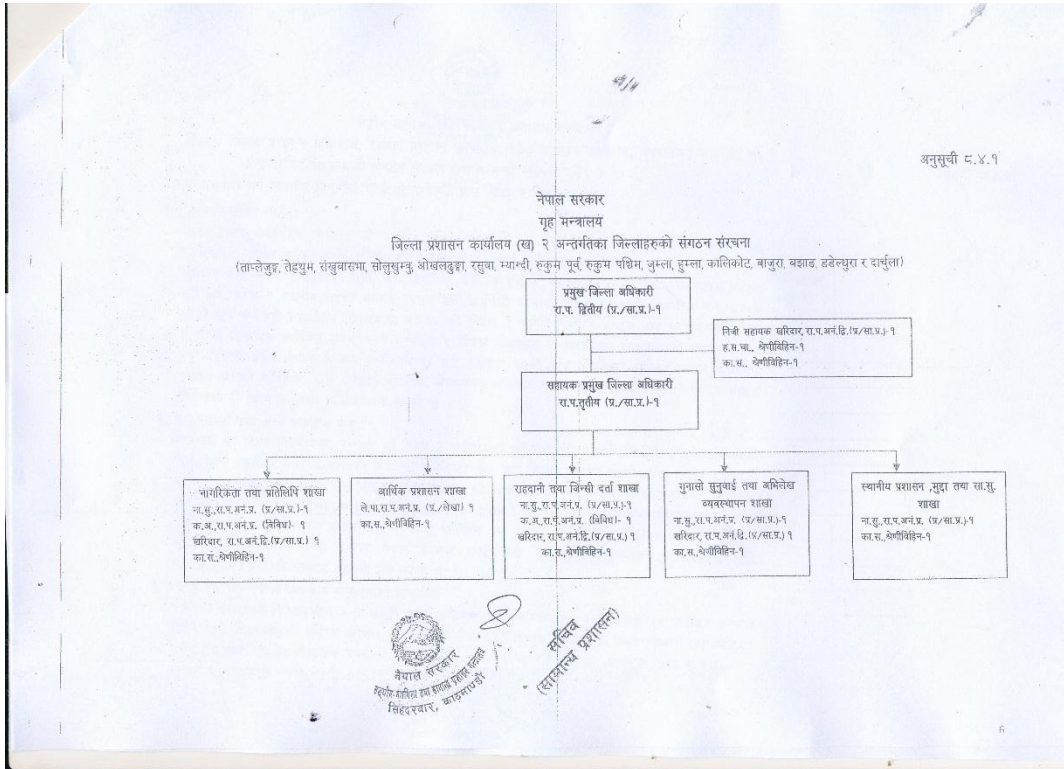 अनुसूची ८.४.१
नेपाल सरकार
गृह मन्त्रालय
जिल्ला प्रशासन कार्यालय (ख) २ अन्तर्गतका जिल्लाहरुको संगठन संरचना
(ताप्लेजुङ्ग, तेह्रथुम, संखुवासभा, सोलुखुम्बु, ओखलढुङ्गा, रसुवा, म्याग्दी, रुकुम पूर्व, रुकुम पश्चिम, जुम्ला, हुम्ला, कालिकोट, बाजुरा, बझाङ, डडेल्धुरा र दार्चुला)
प्रमुख जिल्ला अधिकारी
रा.प. द्वितीय (प्र./सा.प्र.)-१
निजी सहायक खरिदार, रा.प.अनं.द्वि.(प्र/सा.प्र.)-१
ह.स.चा., श्रेणीविहिन-१
का.स., श्रेणीविहिन-१
सहायक प्रमुख जिल्ला अधिकारी
रा.प.तृतीय (प्र./सा.प्र.)-१
नागरिकता तथा प्रतिलिपि शाखा
ना.सु.,रा.प.अनं.प्र. (प्र/सा.प्र.)-१
क.अ.,रा.प.अनं.प्र. (विविध)- १
खरिदार, रा.प.अनं.द्वि.(प्र/सा.प्र.) १
का.स.,श्रेणीविहिन-१
आर्थिक प्रशासन शाखा
ले.पा.रा.प.अनं.प्र. (प्र./लेखा) १
का.स.,श्रेणीविहिन-१
राहदानी तथा जिन्सी दर्ता शाखा
ना.सु.,रा.प.अनं.प्र. (प्र/सा.प्र.)-१
क.अ.,रा.प.अनं.प्र. (विविध)- १
खरिदार, रा.प.अनं.द्वि.(प्र/सा.प्र.) १
का.स.,श्रेणीविहिन-१
गुनासो सुनुवाई तथा अभिलेख
व्यबस्थापन शाखा
ना.सु.,रा.प.अनं.प्र. (प्र/सा.प्र.)-१
खरिदार, रा.प.अनं.द्वि.(प्र/सा.प्र.) १
का.स.,श्रेणीविहिन-१
स्थानीय प्रशासन ,मुद्दा तथा सा.सु.
शाखा
ना.सु.,रा.प.अनं.प्र. (प्र/सा.प्र.)-१
का.स.,श्रेणीविहिन-१
नेपाल सरकार
सिंहदरवार, काठमाण्डौ
सचिव
(सामान्य प्रशासन)